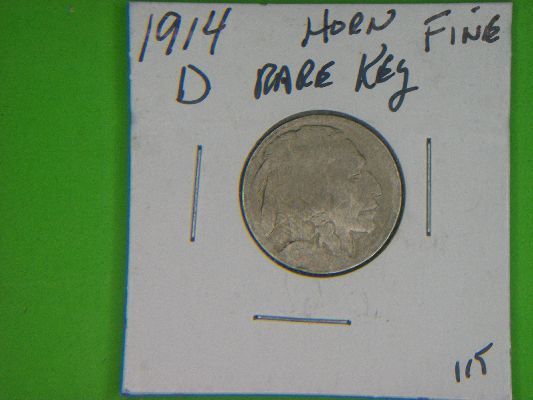 1914 HORN FINE
D RARE Key
115